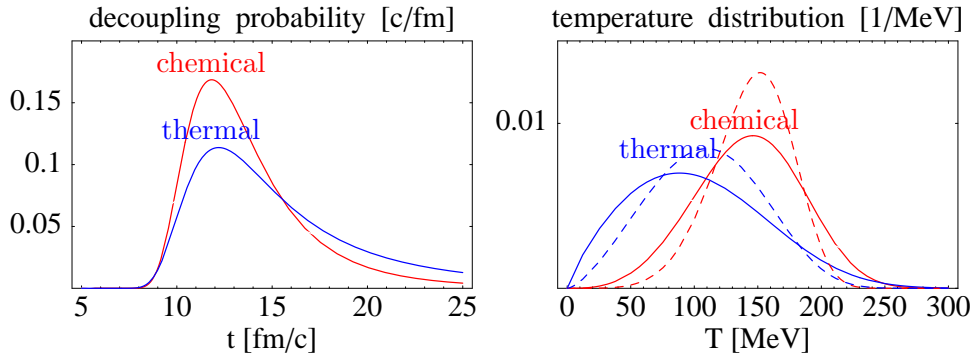 decoupling probability [c/fm]
chemical
thermal
0.15
0.1
0.05
5 10 15 20 25
t [fm/c]
temperature distribution [1/MeV]
chemical
thermal
0.01
0 50 100 150 200 250 300
T [MeV]